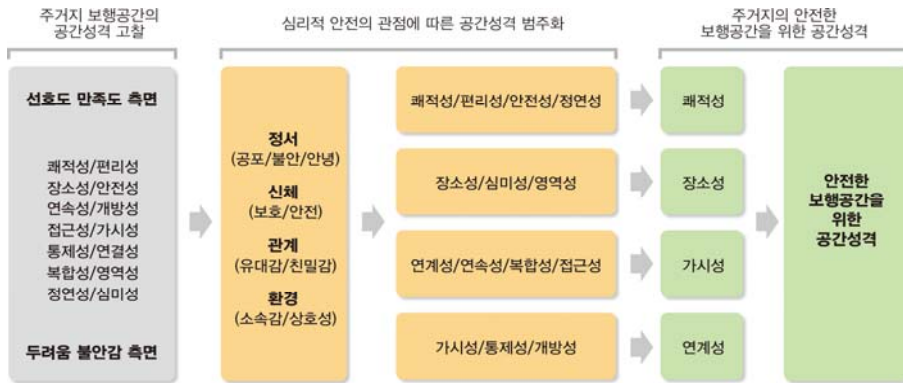 주거지 보행공간의
공간성격 고찰
심리적 안전의 관점에 따른 공간성격 범주화
주거지의 안전한
보행공간을 위한 공간성격
선호도 만족도 측면
쾌적성/편리성
장소성/안전성
연속성/개방성
접근성/가시성
통제성/연결성
복합성/영역성
정연성/심미성
두려움 불안감 측면
정서
(공포/불안/안녕)
신체
(보호/안전)
관계
(유대감/친밀감)
환경
(소속감/상호성)
쾌적성/편리성/안전성/정연성
장소성/심미성/영역성
연계성/연속성/복합성/접근성
가시성/통제성/개방성
쾌적성
장소성
가시성
연계성
안전한
보행공간을
위한
공간성격